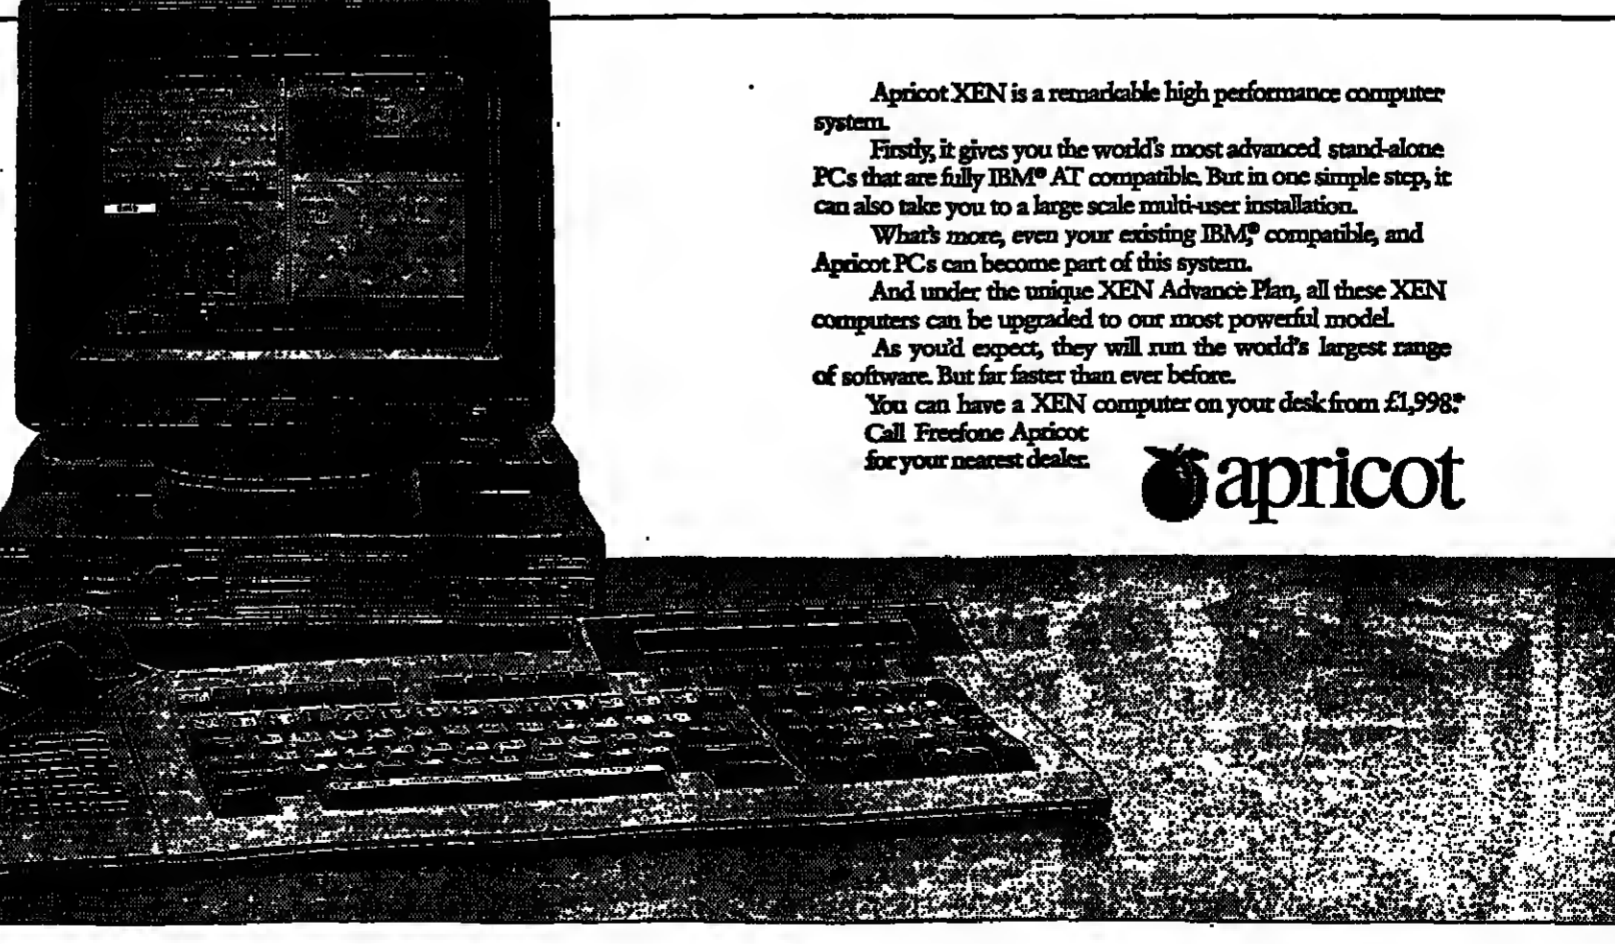 Apricot XEN is a remarkable high performance computer
system.
Firstly, it gives you the world's most advanced stand-alone
PCs that are fully IBM® AT compatible. But in one simple step, it
can also take you to a large scale multi-user installation.
What's more, even your existing IBM,® compatible, and
Apricot PCs can become part of this system.
And under the unique XEN Advance Plan, all these XEN
computers can be upgraded to our most powerful model.
As you'd expect, they will run the world's largest range
of software. But far faster than ever before.
You can have a XEN computer on your desk from £1,998.*
Call Freefone Apricot
for your nearest dealer.
apricot